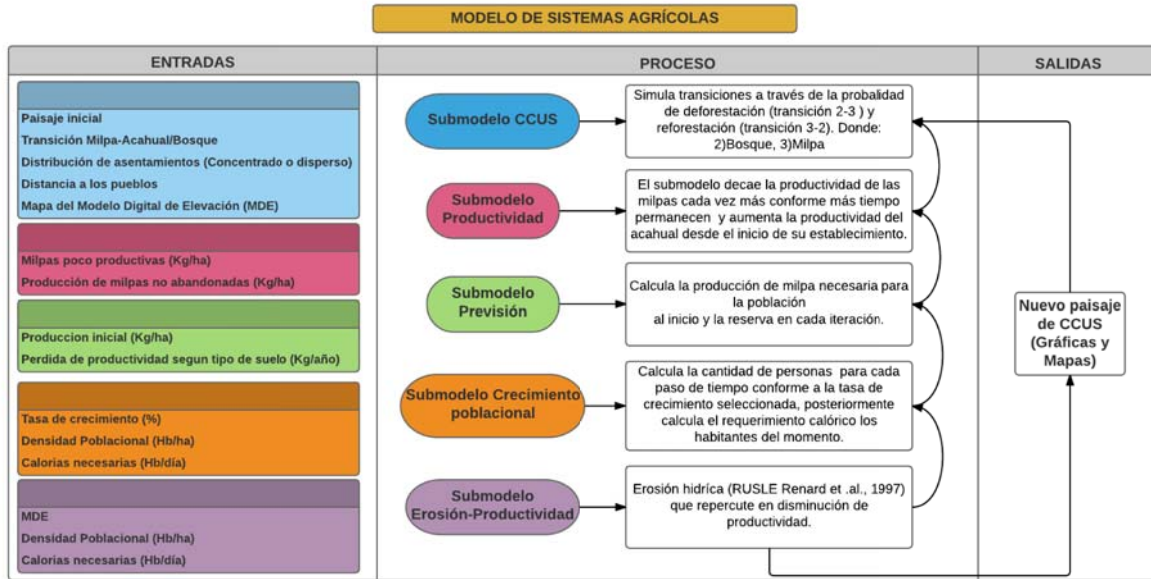 MODELO DE SISTEMAS AGRÍCOLAS
ENTRADAS
PROCESO
SALIDAS
Paisaje inicial
Transición Milpa-Acahual/Bosque
Distribución de asentamientos (Concentrado o disperso)
Distancia a los pueblos
Mapa del Modelo Digital de Elevación (MDE)
Milpas poco productivas (Kg/ha)
Producción de milpas no abandonadas (Kg/ha)
Produccion inicial (Kg/ha)
Perdida de productividad segun tipo de suelo (Kg/año)
Tasa de crecimiento (%)
Densidad Poblacional (Hb/ha)
Calorias necesarias (Hb/día)
MDE
Densidad Poblacional (Hb/ha)
Calorias necesarias (Hb/día)
Submodelo CCUS
Simula transiciones a través de la probalidad
de deforestación (transición 2-3 ) y
reforestación (transición 3-2). Donde:
2)Bosque, 3)Milpa
Submodelo
Productividad
El submodelo decae la productividad de las
milpas cada vez más conforme más tiempo
permanecen y aumenta la productividad del
acahual desde el inicio de su establecimiento.
Submodelo
Previsión
Calcula la producción de milpa necesaria para
la población
al inicio y la reserva en cada iteración.
Submodelo Crecimiento
poblacional
Calcula la cantidad de personas para cada
paso de tiempo conforme a la tasa de
crecimiento seleccionada, posteriormente
calcula el requerimiento calórico los
habitantes del momento.
Submodelo
Erosión-Productividad
Erosión hidríca (RUSLE Renard et .al., 1997)
que repercute en disminución de
productividad.
Nuevo paisaje
de CCUS
(Gráficas y
Mapas)